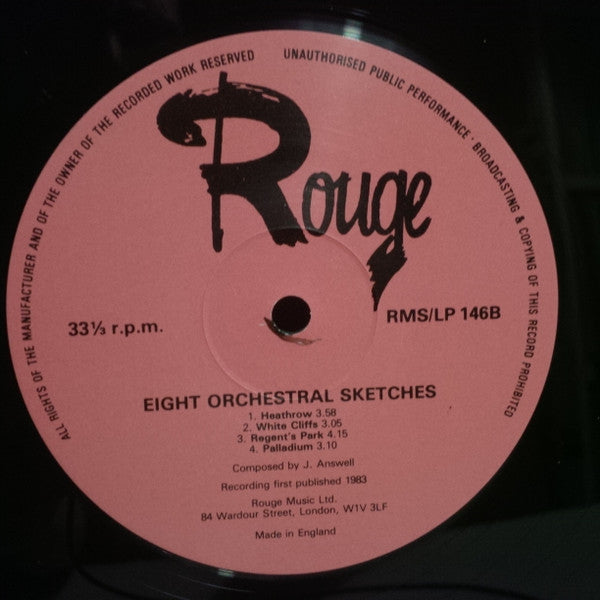 ALL RIGHTS OF THE MANUFACTURER AND OF THE OWNER OF THE RECORDED WORK RESERVED
UNAUTHORISED PUBLIC PERFORMANCE · BROADCASTING & COPYING OF THIS RECORD PROHIBITED
Rouge
33⅓ r.p.m.
RMS/LP 146B
EIGHT ORCHESTRAL SKETCHES
1. Heathrow 3.58
2. White Cliffs 3.05
3. Regent's Park 4.15
4. Palladium 3.10
Composed by J. Answell
Recording first published 1983
Rouge Music Ltd.
84 Wardour Street, London, W1V 3LF
Made in England